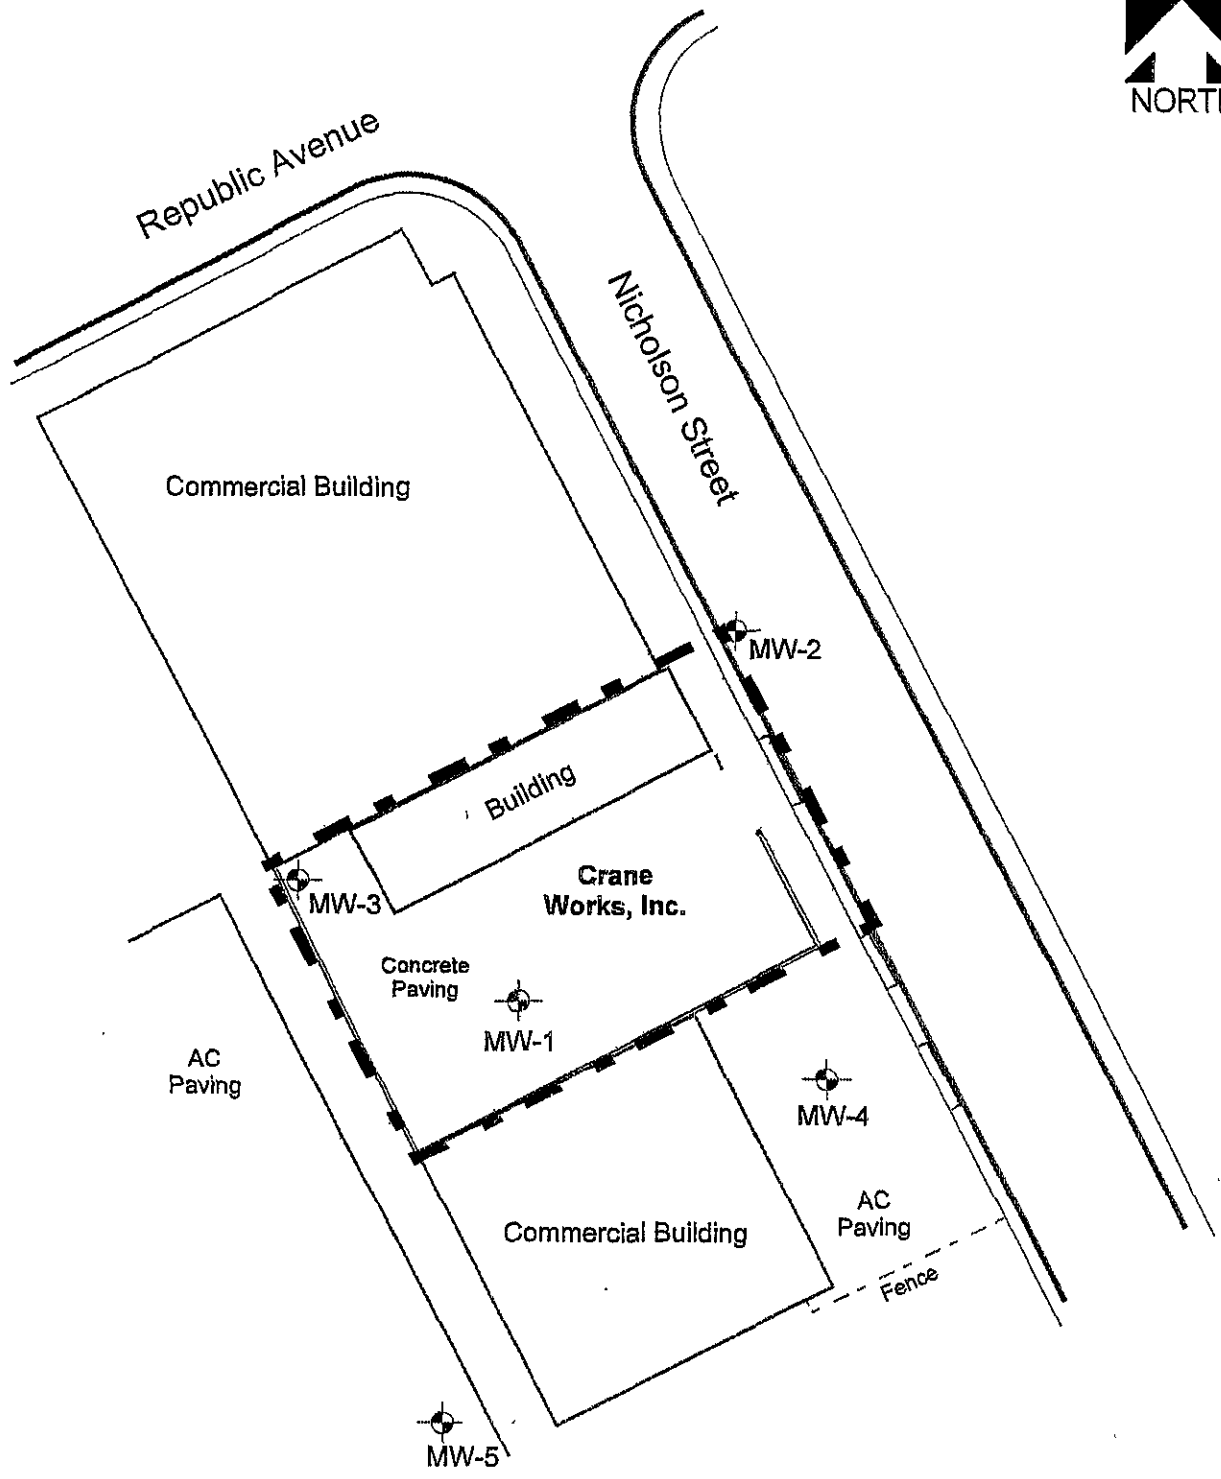 NORTH
Republic Avenue
Nicholson Street
Commercial Building
MW-2
Building
Crane
Works, Inc.
MW-3
Concrete
Paving
MW-1
AC
Paving
MW-4
AC
Paving
Commercial Building
Fence
MW-5